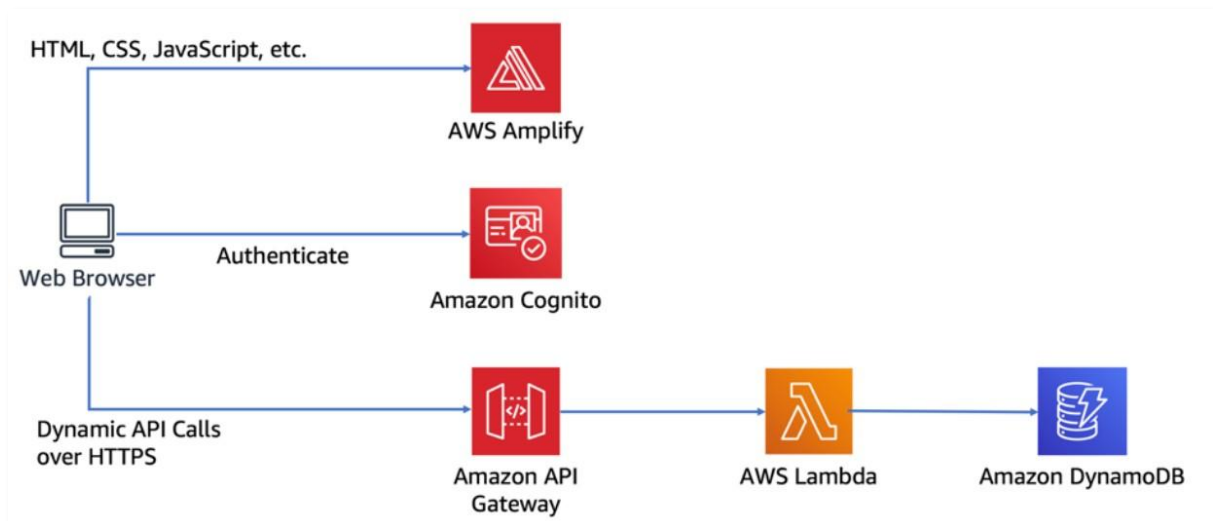 HTML, CSS, JavaScript, etc.
AWS Amplify
Web Browser
Authenticate
Amazon Cognito
Dynamic API Calls
over HTTPS
Amazon API
Gateway
AWS Lambda
Amazon DynamoDB